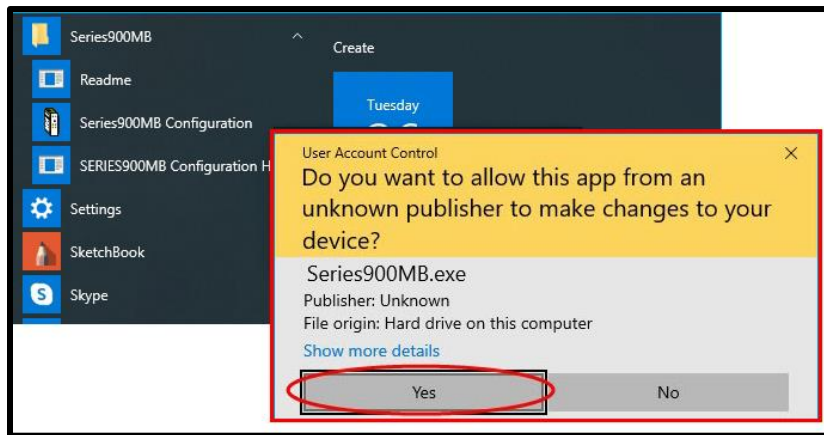 Series900MB
Create
Readme
Tuesday
Series900MB Configuration
SERIES900MB Configuration H
Settings
SketchBook
Skype
User Account Control
Do you want to allow this app from an
unknown publisher to make changes to your
device?
Series900MB.exe
Publisher: Unknown
File origin: Hard drive on this computer
Show more details
Yes
No